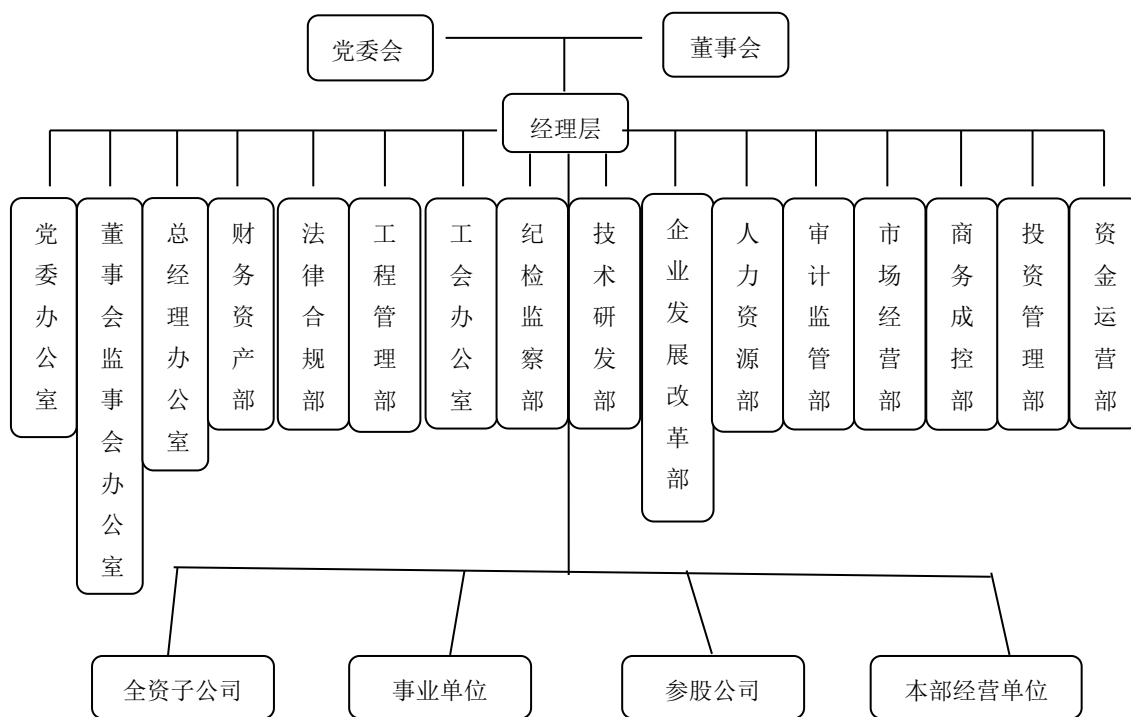 党委会
董事会
经理层
党委办公室
董事会监事会办公室
总经理办公室
财务资产部
法律合规部
工程管理部
工会办公室
纪检监察部
技术研发部
企业发展改革部
人力资源部
审计监管部
市场经营部
商务成控部
投资管理部
资金运营部
全资子公司
事业单位
参股公司
本部经营单位